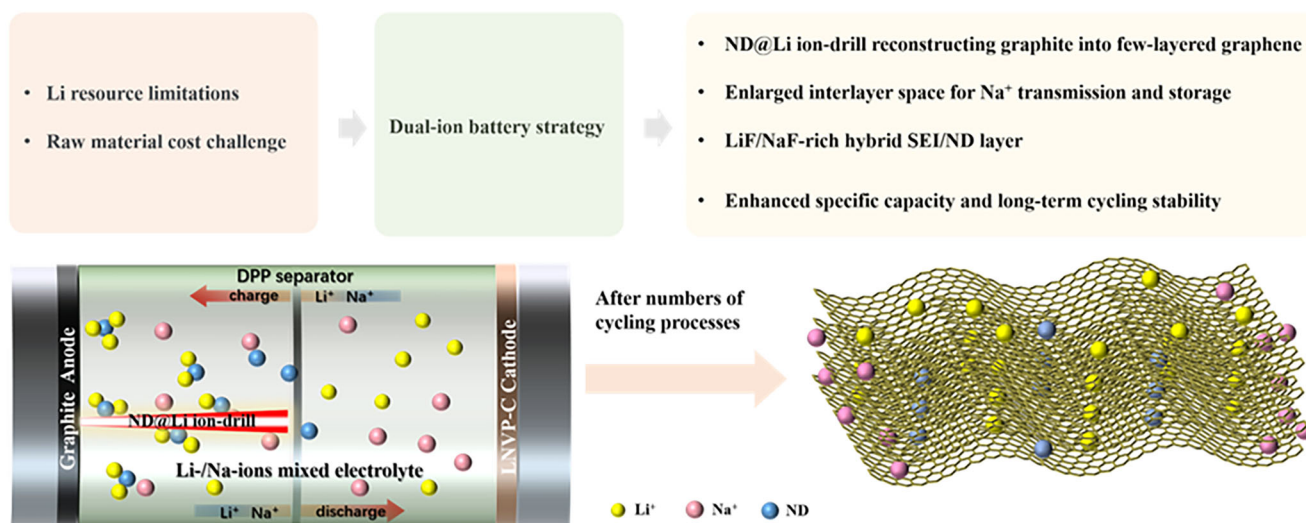 • Li resource limitations
• Raw material cost challenge
Dual-ion battery strategy
• ND@Li ion-drill reconstructing graphite into few-layered graphene
• Enlarged interlayer space for Na⁺ transmission and storage
• LiF/NaF-rich hybrid SEI/ND layer
• Enhanced specific capacity and long-term cycling stability
DPP separator
charge Li⁺ Na⁺
Graphite Anode
ND@Li ion-drill
Li-/Na-ions mixed electrolyte
Li⁺ Na⁺ discharge
LNVP-C Cathode
After numbers of
cycling processes
Li⁺ Na⁺ ND